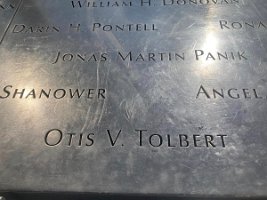 WILLIAM H. DONOVAN
DARIN H. PONTELL RONA
JONAS MARTIN PANIK
SHANOWER ANGEL
OTIS V. TOLBERT